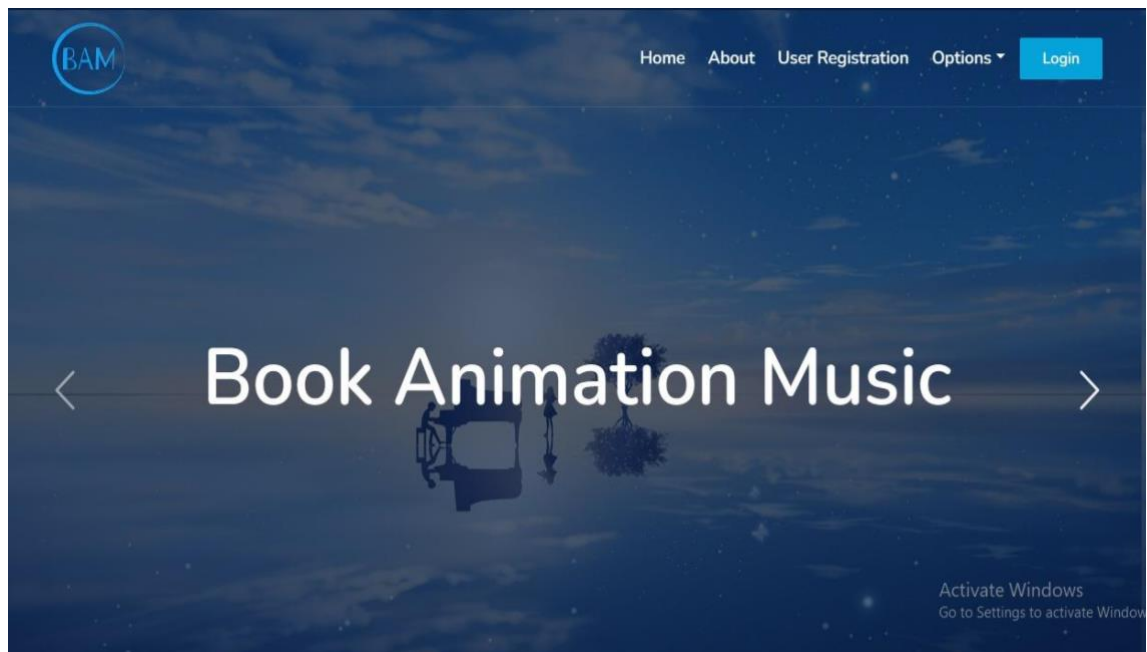 BAM
Home About User Registration Options Login
Book Animation Music
Activate Windows
Go to Settings to activate Window